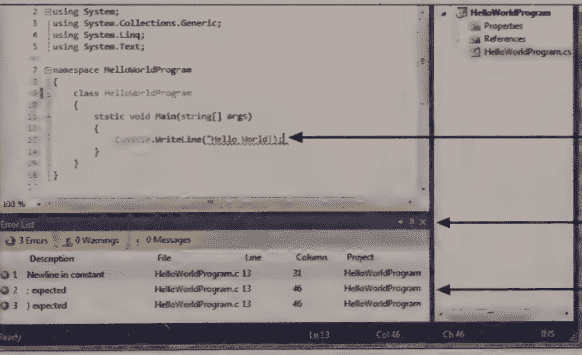 2 using System;
3 using System.Collections.Generic;
4 using System.Linq;
5 using System.Text;
6
7 namespace HelloWorldProgram
8 {
9 class HelloWorldProgram
10 {
11 static void Main(string[] args)
12 {
13 Console.WriteLine("Hello World!);
14 }
15 }
16 }
100 %
Error List
3 Errors 0 Warnings 0 Messages
Description File Line Column Project
1 Newline in constant HelloWorldProgram.c 13 31 HelloWorldProgram
2 ; expected HelloWorldProgram.c 13 46 HelloWorldProgram
3 ) expected HelloWorldProgram.c 13 46 HelloWorldProgram
Ready Ln 13 Col 46 Ch 46 INS
HelloWorldProgram
Properties
References
HelloWorldProgram.cs